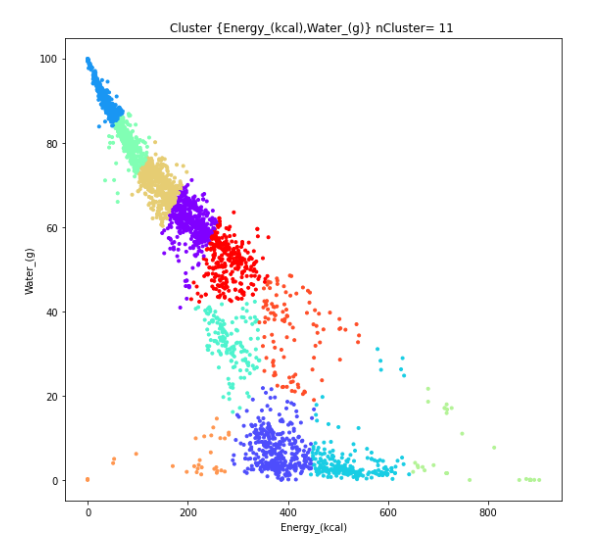 Cluster {Energy_(kcal),Water_(g)} nCluster= 11
100
80
60
40
20
0
Water_(g)
0 200 400 600 800
Energy_(kcal)